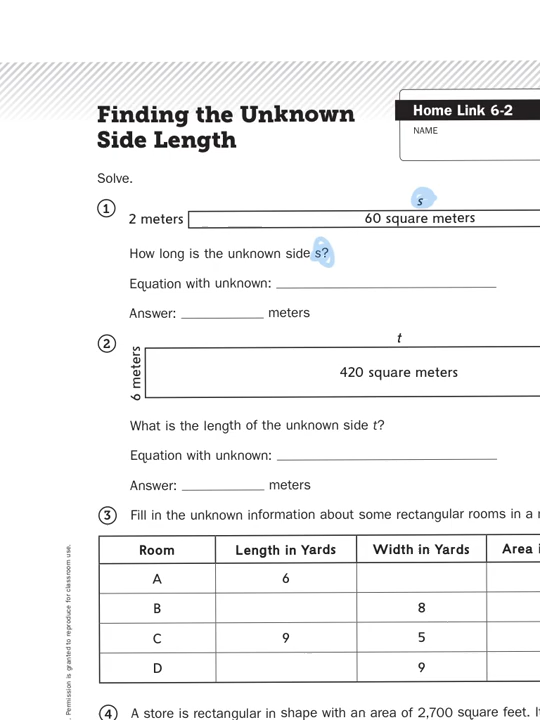 Finding the Unknown
Side Length
Home Link 6-2
NAME
Solve.
1
s
2 meters
60 square meters
How long is the unknown side s?
Equation with unknown:
Answer: meters
2
t
6 meters
420 square meters
What is the length of the unknown side t?
Equation with unknown:
Answer: meters
3 Fill in the unknown information about some rectangular rooms in a
Room Length in Yards Width in Yards Area
A 6
B 8
C 9 5
D 9
4 A store is rectangular in shape with an area of 2,700 square feet.
Permission is granted to reproduce for classroom use.